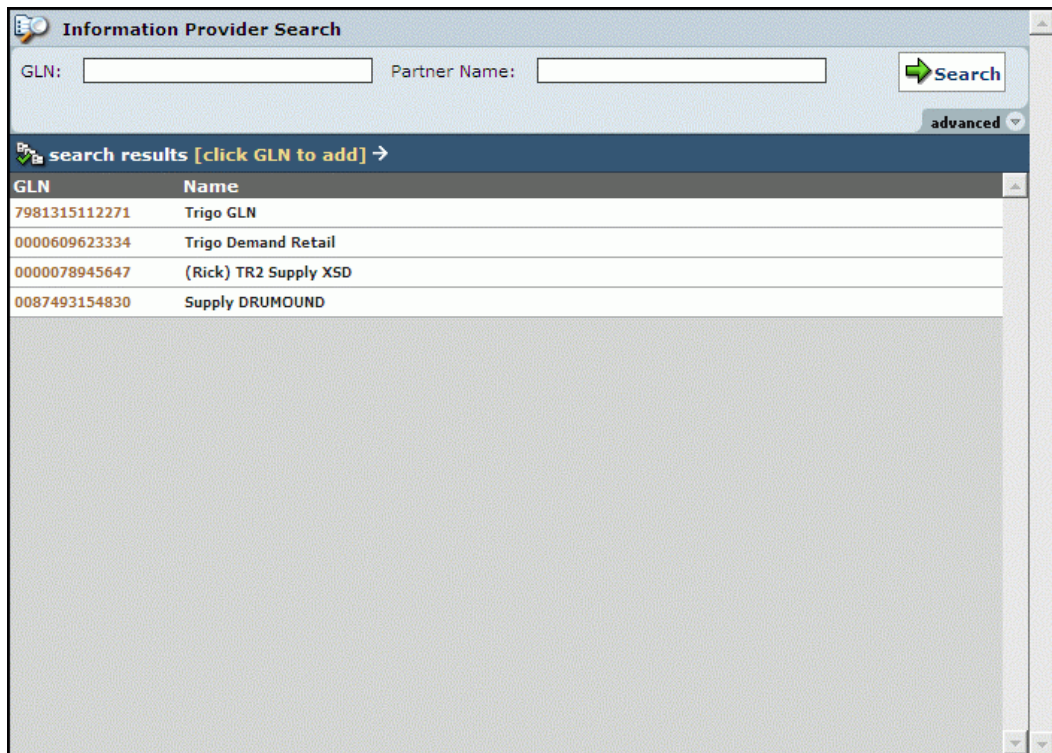 Information Provider Search
GLN: Partner Name: Search
advanced
search results [click GLN to add] →
GLN Name
7981315112271 Trigo GLN
0000609623334 Trigo Demand Retail
0000078945647 (Rick) TR2 Supply XSD
0087493154830 Supply DRUMOUND